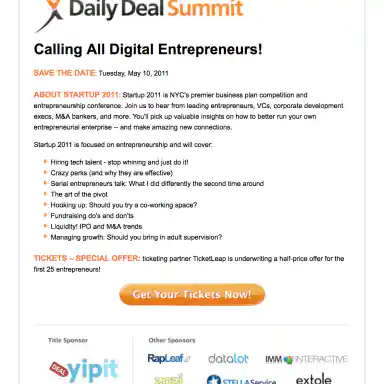 Daily Deal Summit
Calling All Digital Entrepreneurs!
SAVE THE DATE: Tuesday, May 10, 2011
ABOUT STARTUP 2011: Startup 2011 is NYC's premier business plan competition and
entrepreneurship conference. Join us to hear from leading entrepreneurs, VCs, corporate development
execs, M&A bankers, and more. You'll pick up valuable insights on how to better run your own
entrepreneurial enterprise – and make amazing new connections.
Startup 2011 is focused on entrepreneurship and will cover:
Hiring tech talent - stop whining and just do it!
Crazy perks (and why they are effective)
Serial entrepreneurs talk: What I did differently the second time around
The art of the pivot
Hooking up: Should you try a co-working space?
Fundraising do's and don'ts
Liquidity! IPO and M&A trends
Managing growth: Should you bring in adult supervision?
TICKETS – SPECIAL OFFER: ticketing partner TicketLeap is underwriting a half-price offer for the
first 25 entrepreneurs!
Get Your Tickets Now!
Title Sponsor Other Sponsors
DEAL yipit RapLeaf datalot IMM INTERACTIVE
STELLAService extole